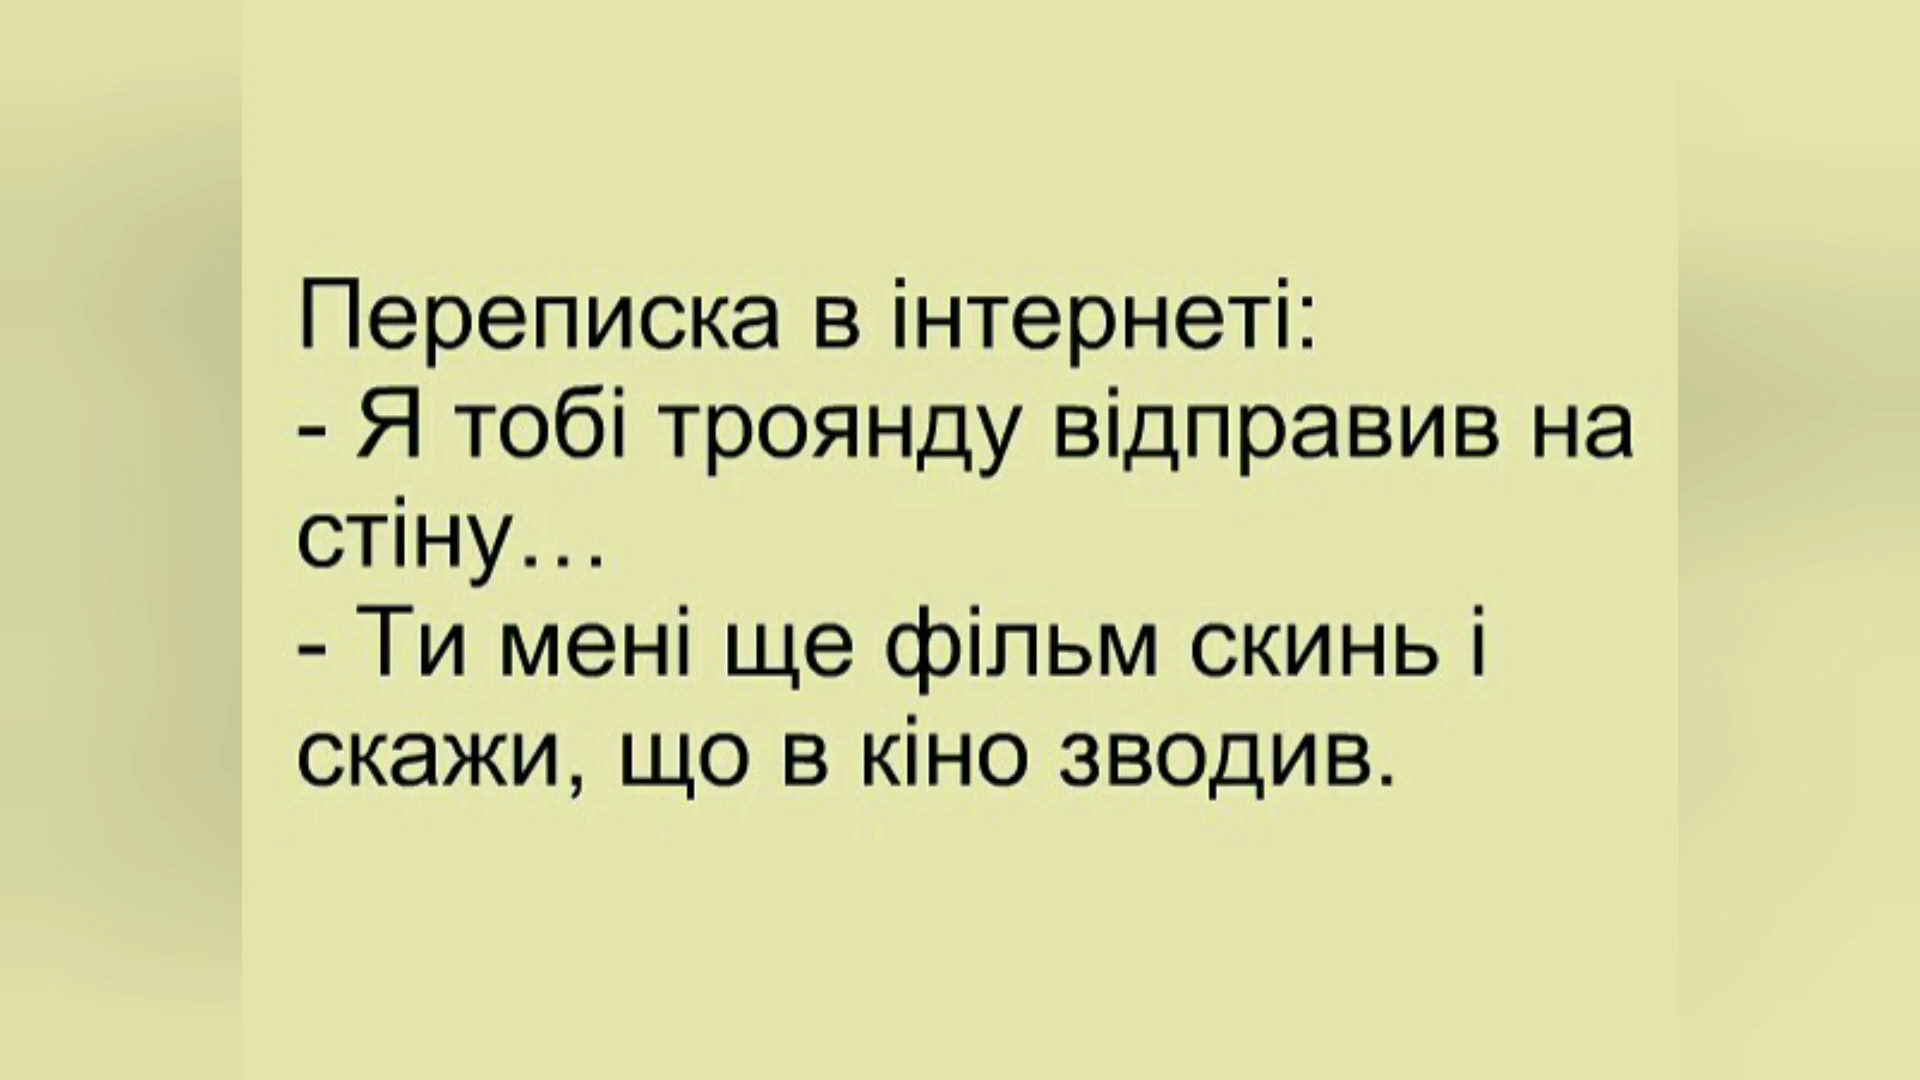 Переписка в інтернеті:
- Я тобі троянду відправив на
стіну...
- Ти мені ще фільм скинь і
скажи, що в кіно зводив.